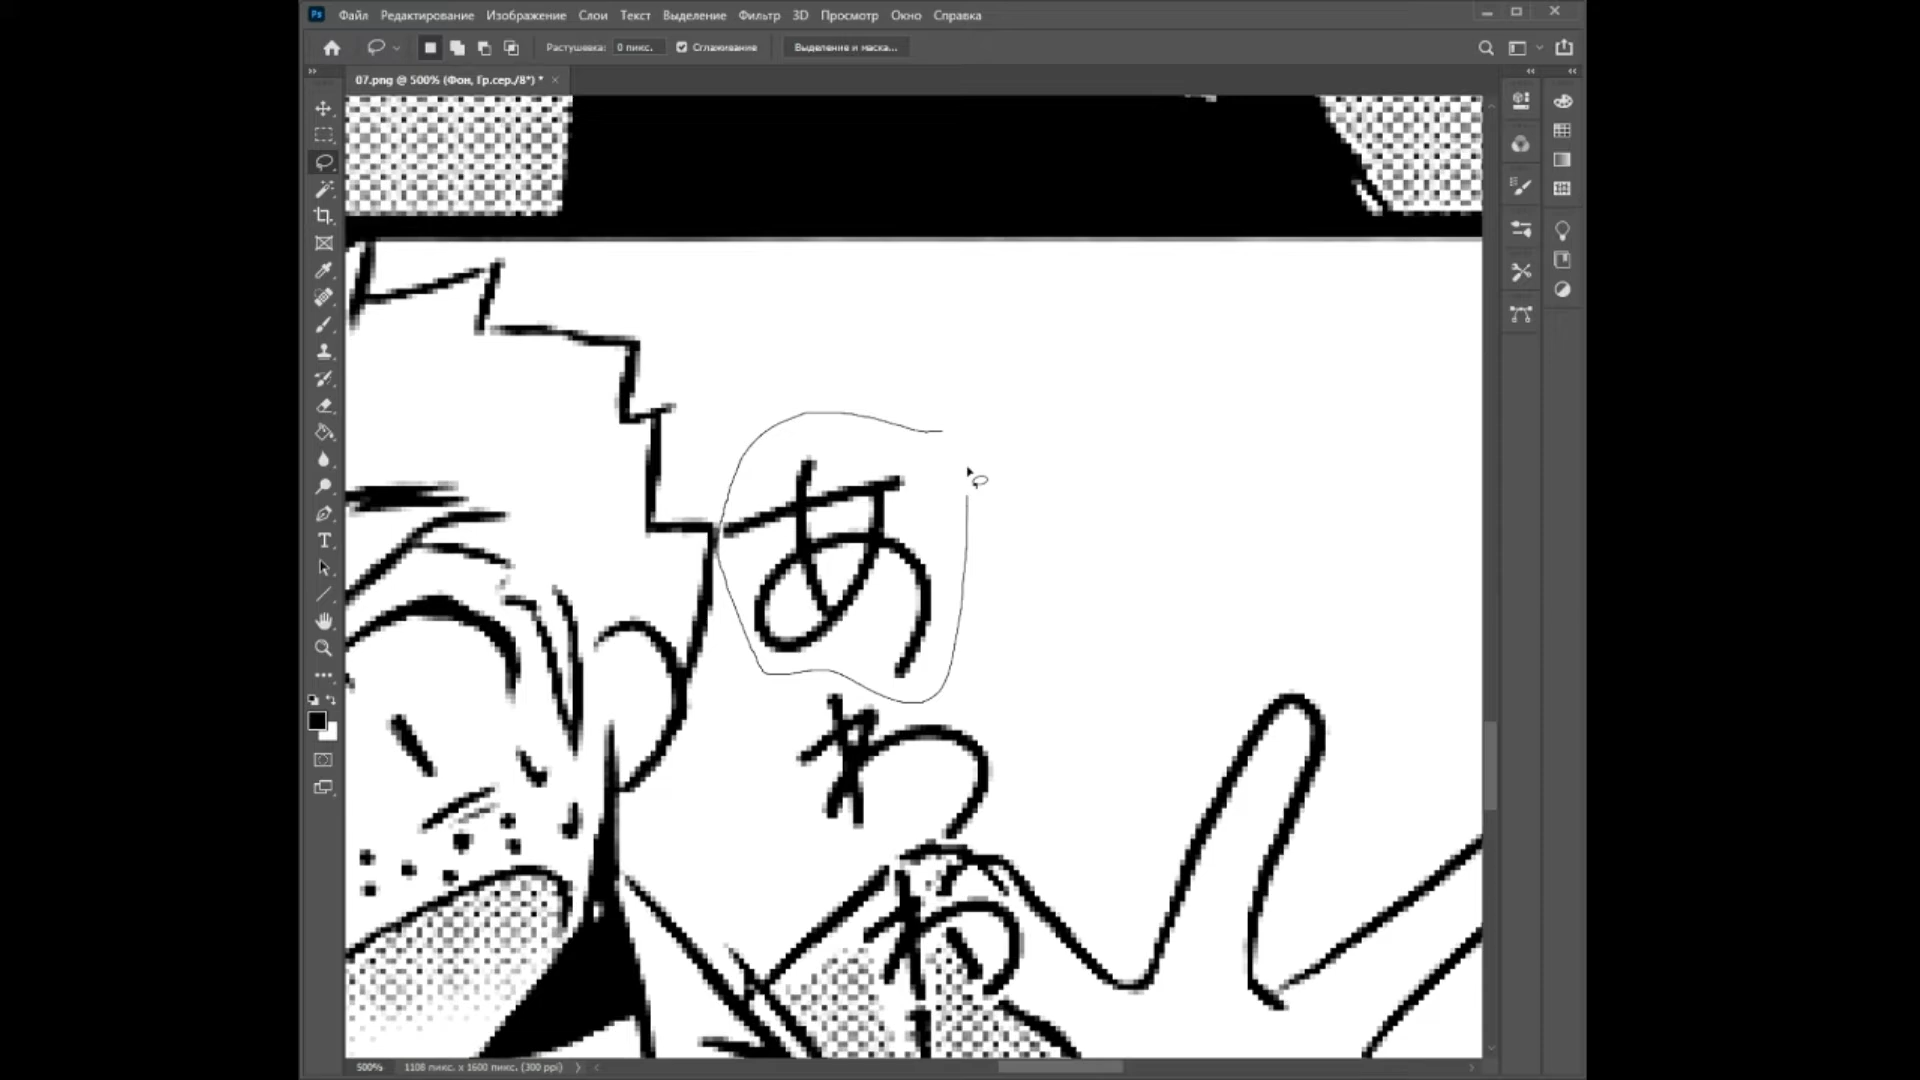 Ps Файл Редактирование Изображение Слои Текст Выделение Фильтр 3D Просмотр Окно Справка
Растушевка: 0 пикс. Сглаживание Выделение и маска...
07.png @ 500% (Фон, Гр.сер./8*) *
あ
わ
わ
500% 1108 пикс. x 1600 пикс. (300 ppi)